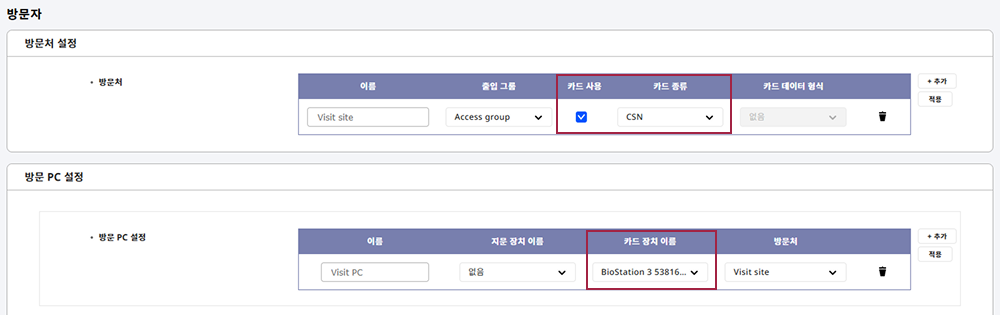 방문자
방문처 설정
• 방문처
이름 출입 그룹 카드 사용 카드 종류 카드 데이터 형식
Visit site Access group CSN 없음
+ 추가
적용
방문 PC 설정
• 방문 PC 설정
이름 지문 장치 이름 카드 장치 이름 방문처
Visit PC 없음 BioStation 3 53816... Visit site
+ 추가
적용